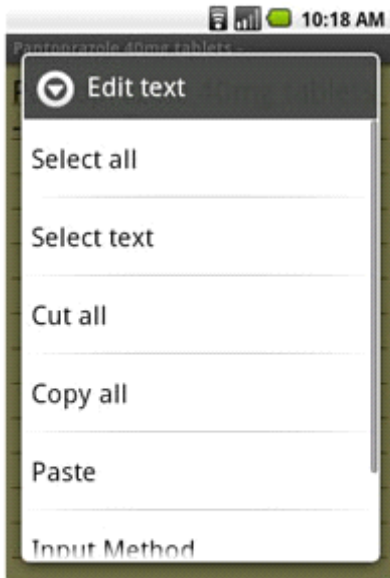 10:18 AM
Pantoprazole 40mg tablets -
Edit text
Select all
Select text
Cut all
Copy all
Paste
Input Method